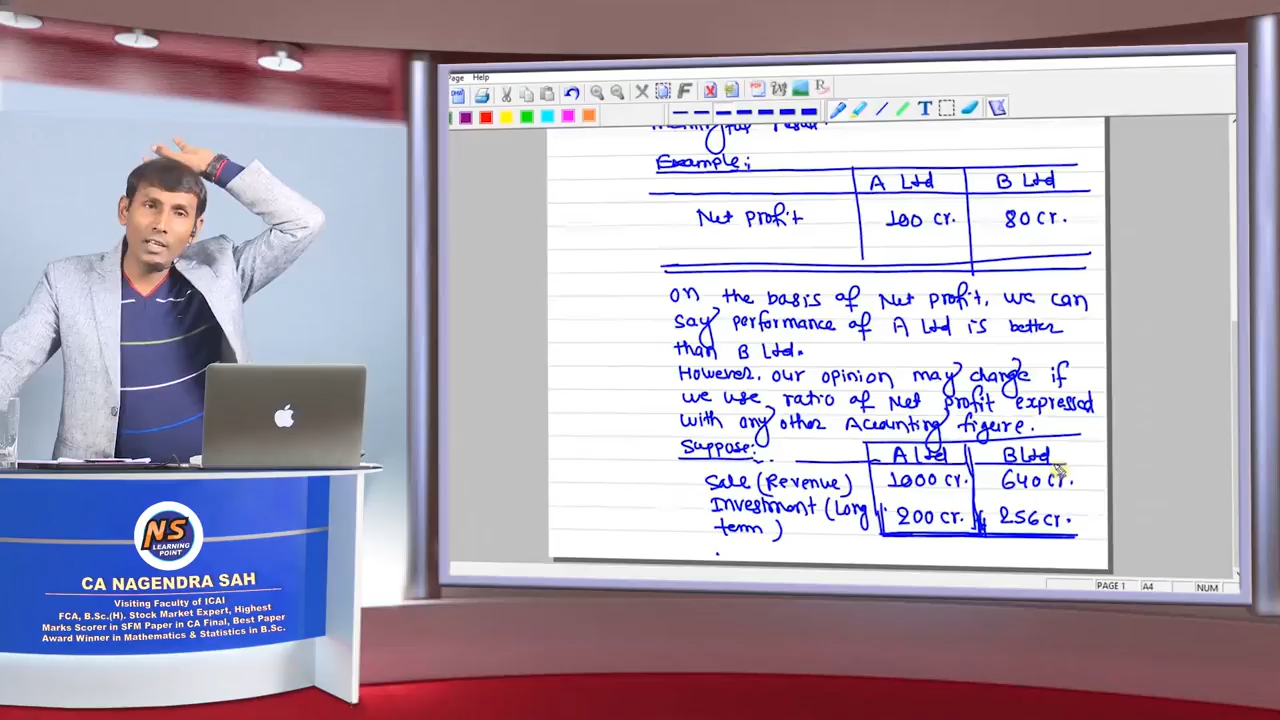 Page Help
Example:
A Ltd B Ltd
Net profit 100 cr. 80 cr.
On the basis of Net profit, we can
say performance of A Ltd is better
than B Ltd.
However, our opinion may change if
we use ratio of Net profit expressed
with any other Accounting figure.
Suppose:
A Ltd B Ltd
Sale (Revenue) 1000 cr. 640 cr.
Investment (Long 200 cr. 256 cr.
term)
PAGE 1 A4 NUM
NS
LEARNING
POINT
CA NAGENDRA SAH
Visiting Faculty of ICAI
FCA, B.Sc.(H). Stock Market Expert, Highest
Marks Scorer in SFM Paper in CA Final, Best Paper
Award Winner in Mathematics & Statistics in B.Sc.